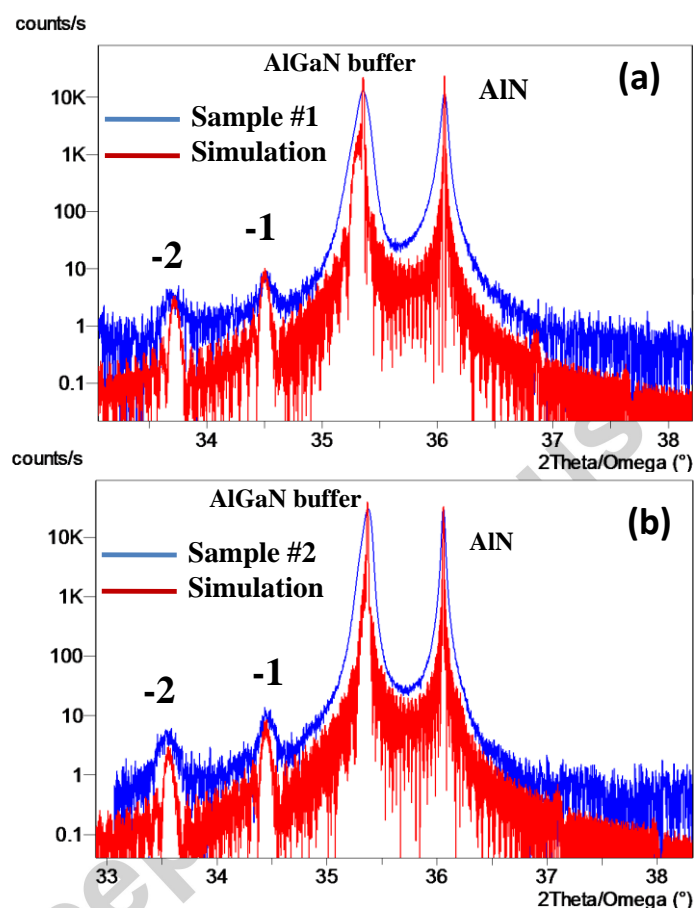 counts/s
AlGaN buffer
(a)
AlN
10K
Sample #1
Simulation
1K
100
-1
-2
10
1
0.1
34 35 36 37 38
2Theta/Omega (°)
counts/s
AlGaN buffer
(b)
AlN
10K
Sample #2
Simulation
1K
100
-1
-2
10
1
0.1
33 34 35 36 37 38
2Theta/Omega (°)